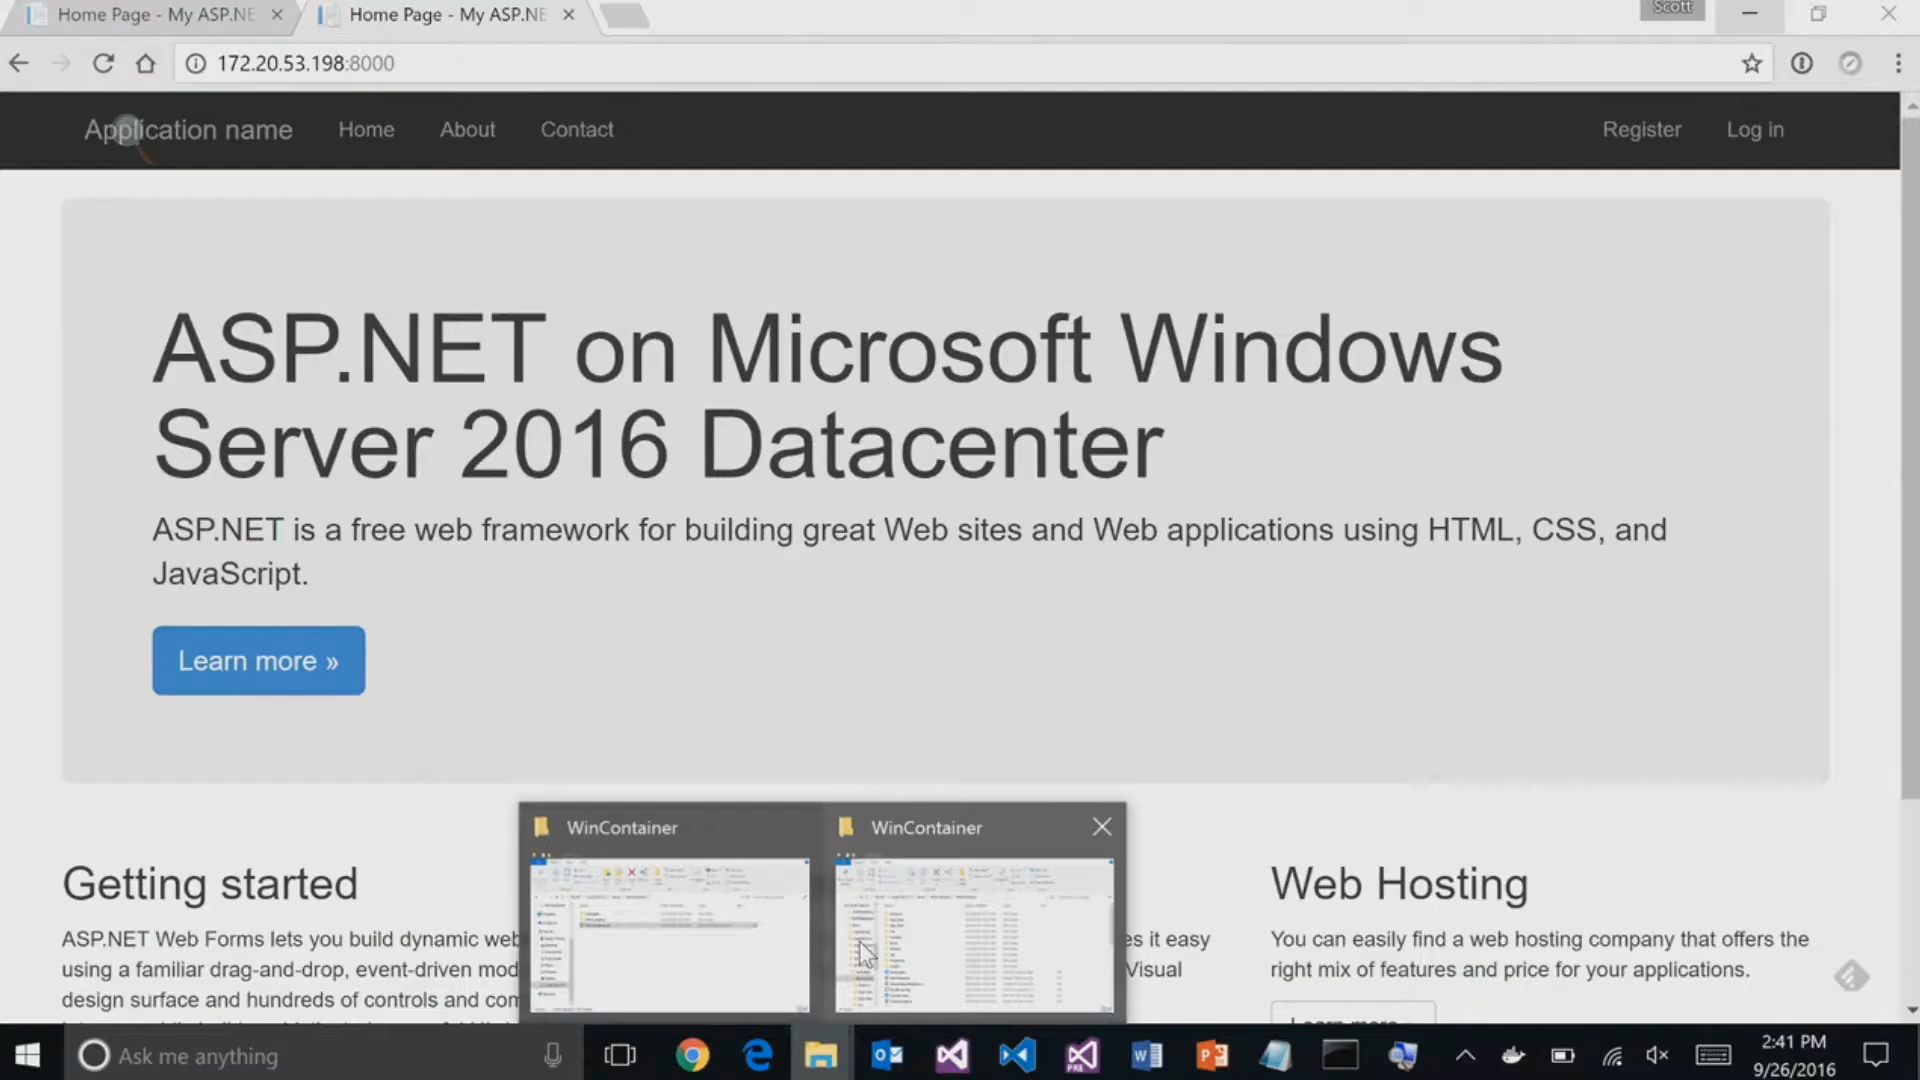 Home Page - My ASP.NE
Home Page - My ASP.NE
Scott
172.20.53.198:8000
Application name
Home
About
Contact
Register
Log in
ASP.NET on Microsoft Windows
Server 2016 Datacenter
ASP.NET is a free web framework for building great Web sites and Web applications using HTML, CSS, and
JavaScript.
Learn more »
Getting started
ASP.NET Web Forms lets you build dynamic web
using a familiar drag-and-drop, event-driven mod
design surface and hundreds of controls and com
WinContainer
WinContainer
es it easy
Visual
Web Hosting
You can easily find a web hosting company that offers the
right mix of features and price for your applications.
Ask me anything
PRE
2:41 PM
9/26/2016